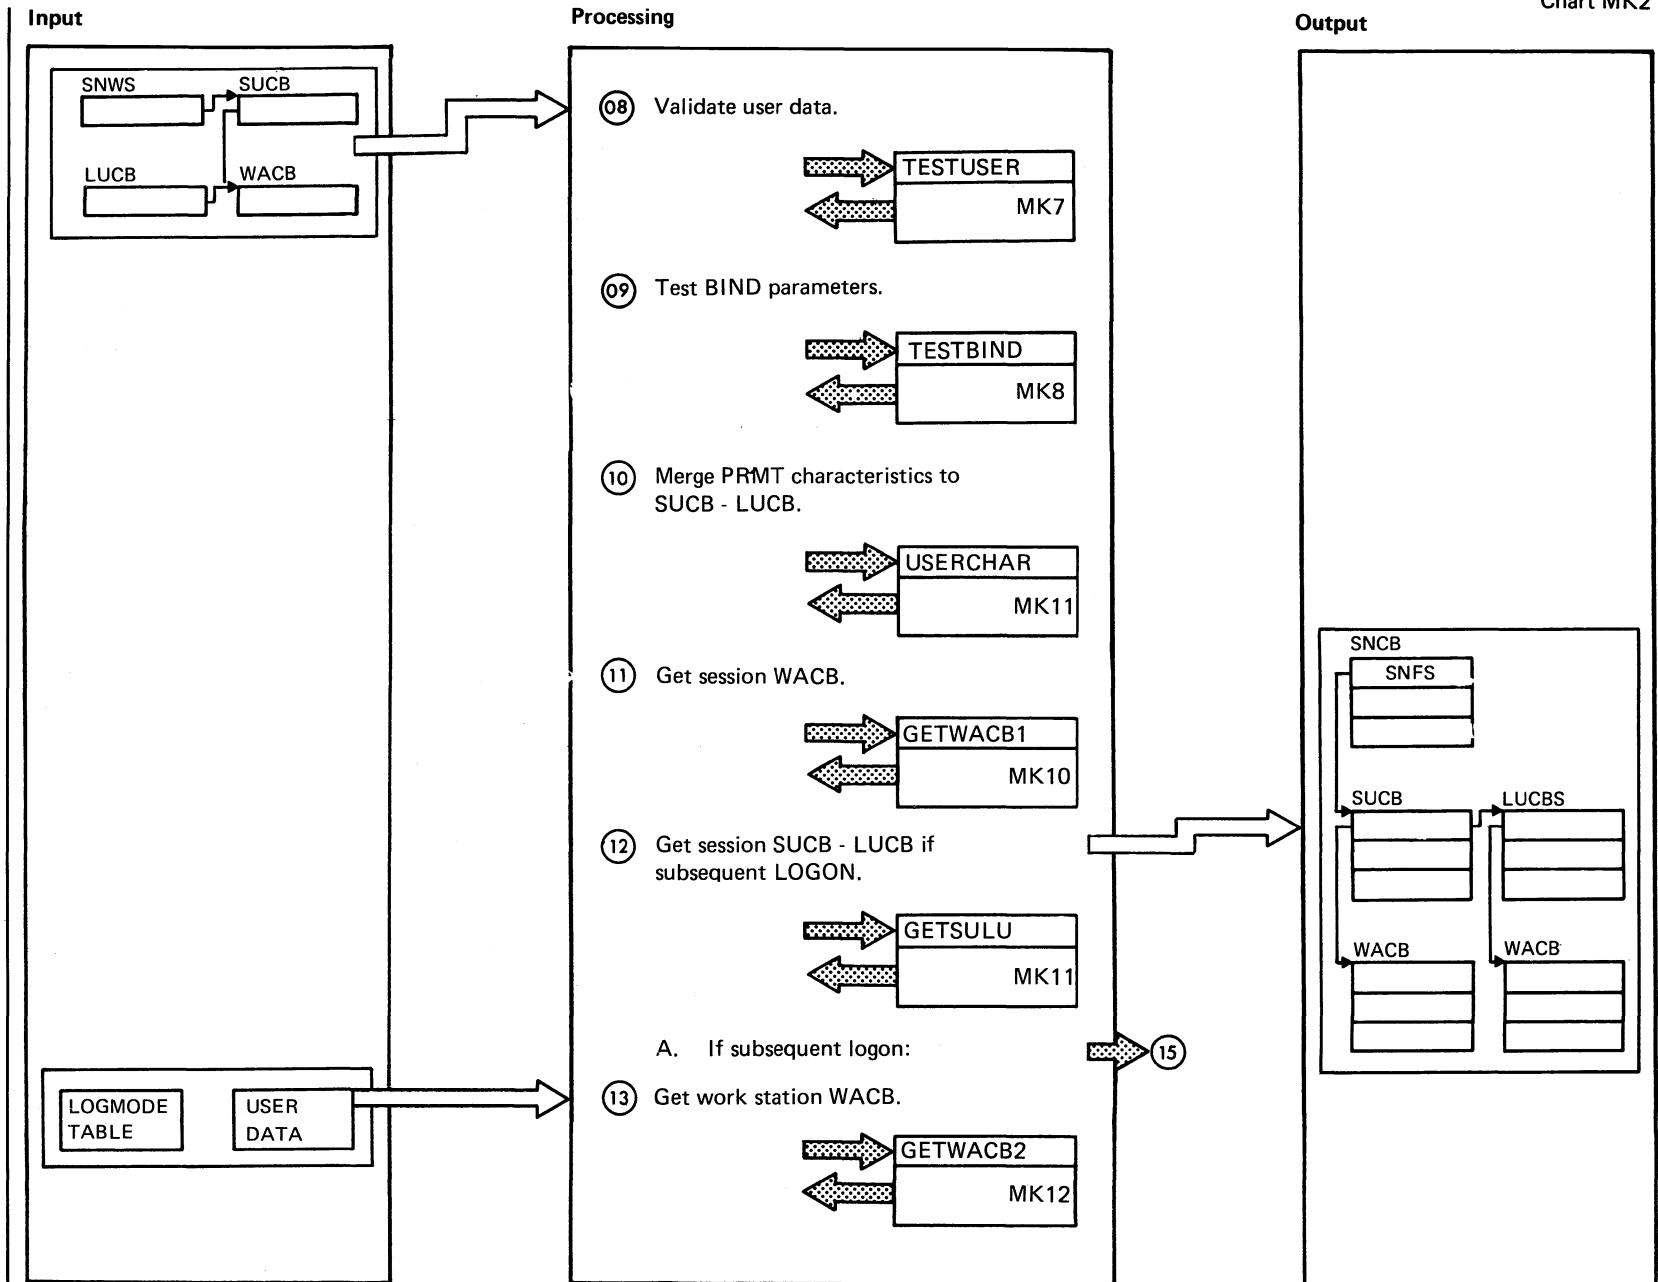 Chart MK2
Input
Processing
Output
SNWS
SUCB
LUCB
WACB
LOGMODE
TABLE
USER
DATA
08 Validate user data.
TESTUSER
MK7
09 Test BIND parameters.
TESTBIND
MK8
10 Merge PRMT characteristics to
SUCB - LUCB.
USERCHAR
MK11
11 Get session WACB.
GETWACB1
MK10
12 Get session SUCB - LUCB if
subsequent LOGON.
GETSULU
MK11
A. If subsequent logon:
15
13 Get work station WACB.
GETWACB2
MK12
SNCB
SNFS
SUCB
LUCBS
WACB
WACB